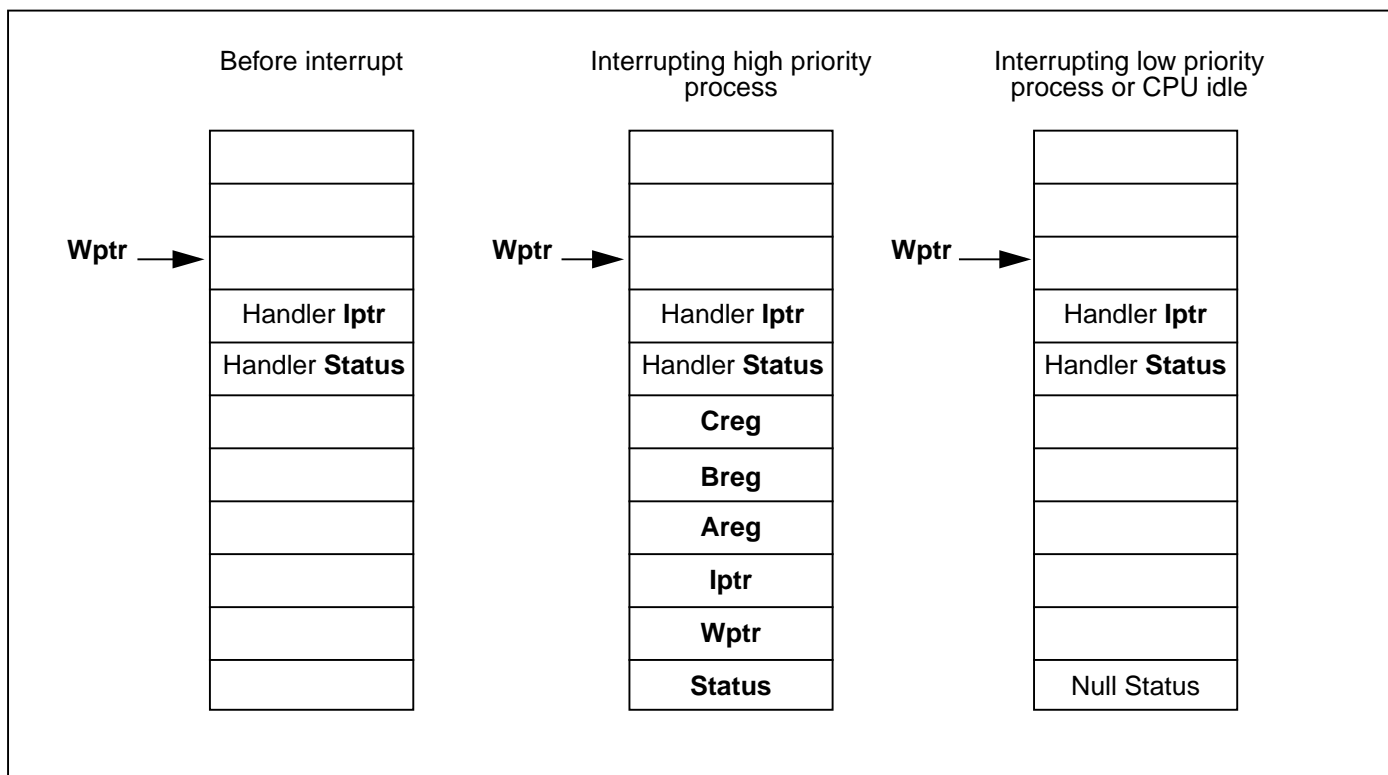 Before interrupt
Interrupting high priority
process
Interrupting low priority
process or CPU idle
Wptr
Wptr
Wptr
Handler Iptr
Handler Status
Handler Iptr
Handler Status
Creg
Breg
Areg
Iptr
Wptr
Status
Handler Iptr
Handler Status
Null Status